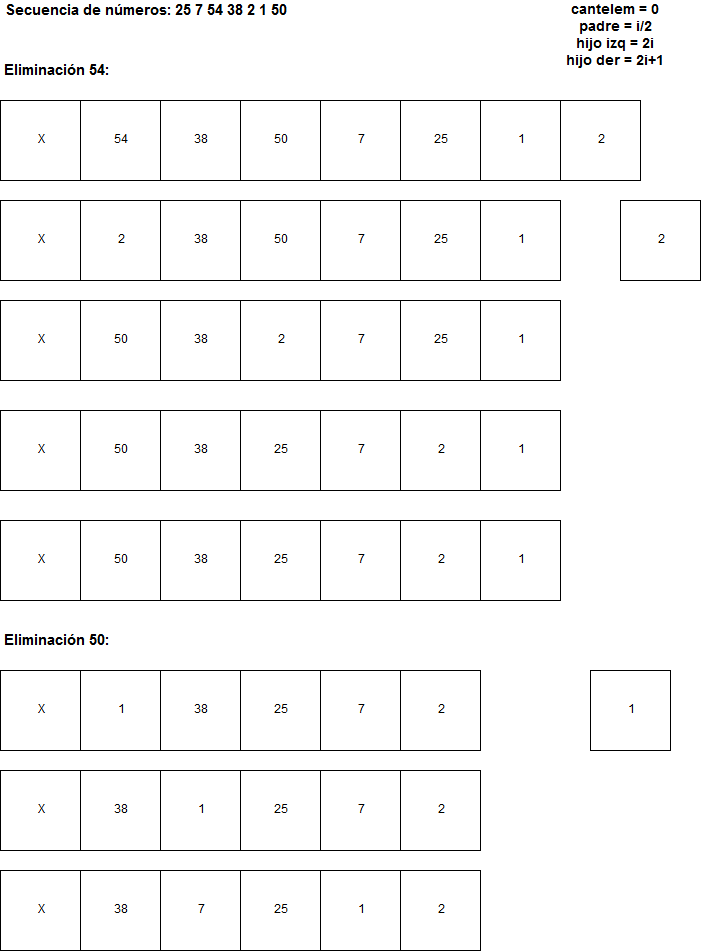 Secuencia de números: 25 7 54 38 2 1 50
cantelem = 0
padre = i/2
hijo izq = 2i
hijo der = 2i+1
Eliminación 54:
X 54 38 50 7 25 1 2
X 2 38 50 7 25 1 2
X 50 38 2 7 25 1
X 50 38 25 7 2 1
X 50 38 25 7 2 1
Eliminación 50:
X 1 38 25 7 2 1
X 38 1 25 7 2
X 38 7 25 1 2